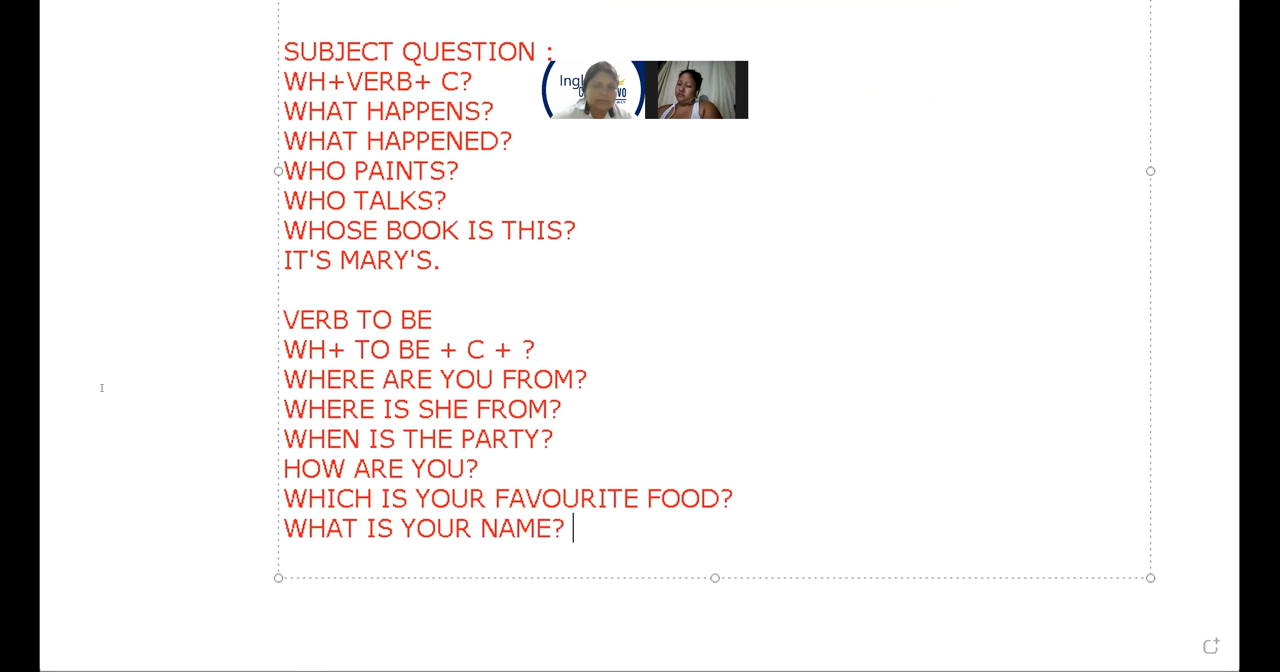 SUBJECT QUESTION :
WH+VERB+ C?
WHAT HAPPENS?
WHAT HAPPENED?
WHO PAINTS?
WHO TALKS?
WHOSE BOOK IS THIS?
IT'S MARY'S.
VERB TO BE
WH+ TO BE + C + ?
WHERE ARE YOU FROM?
WHERE IS SHE FROM?
WHEN IS THE PARTY?
HOW ARE YOU?
WHICH IS YOUR FAVOURITE FOOD?
WHAT IS YOUR NAME?